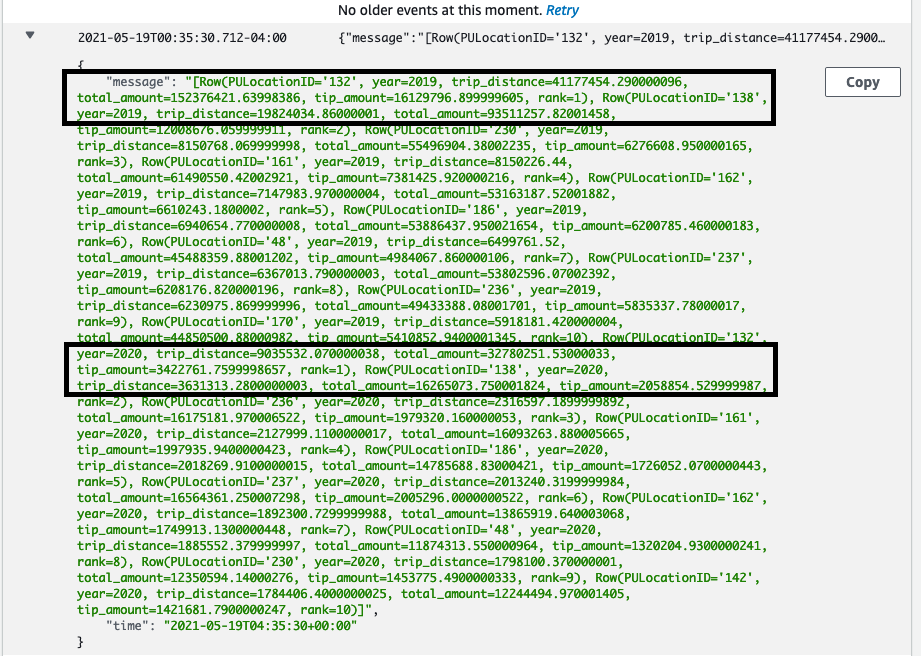 No older events at this moment. Retry
2021-05-19T00:35:30.712-04:00 {"message":"[Row(PULocationID='132', year=2019, trip_distance=41177454.2900…
{
"message": "[Row(PULocationID='132', year=2019, trip_distance=41177454.290000096,
total_amount=152376421.63998386, tip_amount=16129796.899999605, rank=1), Row(PULocationID='138',
year=2019, trip_distance=19824034.86000001, total_amount=93511257.82001458,
tip_amount=12008676.059999911, rank=2), Row(PULocationID='230', year=2019,
trip_distance=8150768.069999998, total_amount=55496904.38002235, tip_amount=6276608.950000165,
rank=3), Row(PULocationID='161', year=2019, trip_distance=8150226.44,
total_amount=61490550.42002921, tip_amount=7381425.920000216, rank=4), Row(PULocationID='162',
year=2019, trip_distance=7147983.970000004, total_amount=53163187.52001882,
tip_amount=6610243.1800002, rank=5), Row(PULocationID='186', year=2019,
trip_distance=6940654.770000008, total_amount=53886437.950021654, tip_amount=6200785.460000183,
rank=6), Row(PULocationID='48', year=2019, trip_distance=6499761.52,
total_amount=45488359.88001202, tip_amount=4984067.860000106, rank=7), Row(PULocationID='237',
year=2019, trip_distance=6367013.790000003, total_amount=53802596.07002392,
tip_amount=6208176.820000196, rank=8), Row(PULocationID='236', year=2019,
trip_distance=6230975.869999996, total_amount=49433388.08001701, tip_amount=5835337.78000017,
rank=9), Row(PULocationID='170', year=2019, trip_distance=5918181.420000004,
total_amount=44850500.88000982, tip_amount=5410852.9400001345, rank=10), Row(PULocationID='132',
year=2020, trip_distance=9035532.070000038, total_amount=32780251.53000033,
tip_amount=3422761.7599998657, rank=1), Row(PULocationID='138', year=2020,
trip_distance=3631313.2800000003, total_amount=16265073.750001824, tip_amount=2058854.529999987,
rank=2), Row(PULocationID='236', year=2020, trip_distance=2316597.1899999892,
total_amount=16175181.970006522, tip_amount=1979320.160000053, rank=3), Row(PULocationID='161',
year=2020, trip_distance=2127999.1100000017, total_amount=16093263.880005665,
tip_amount=1997935.9400000423, rank=4), Row(PULocationID='186', year=2020,
trip_distance=2018269.9100000015, total_amount=14785688.83000421, tip_amount=1726052.0700000443,
rank=5), Row(PULocationID='237', year=2020, trip_distance=2013240.3199999984,
total_amount=16564361.250007298, tip_amount=2005296.0000000522, rank=6), Row(PULocationID='162',
year=2020, trip_distance=1892300.7299999988, total_amount=13865919.640003068,
tip_amount=1749913.1300000448, rank=7), Row(PULocationID='48', year=2020,
trip_distance=1885552.379999997, total_amount=11874313.550000964, tip_amount=1320204.9300000241,
rank=8), Row(PULocationID='230', year=2020, trip_distance=1798100.370000001,
total_amount=12350594.14000276, tip_amount=1453775.4900000333, rank=9), Row(PULocationID='142',
year=2020, trip_distance=1784406.4000000025, total_amount=12244494.970001405,
tip_amount=1421681.7900000247, rank=10)]",
"time": "2021-05-19T04:35:30+00:00"
}
Copy